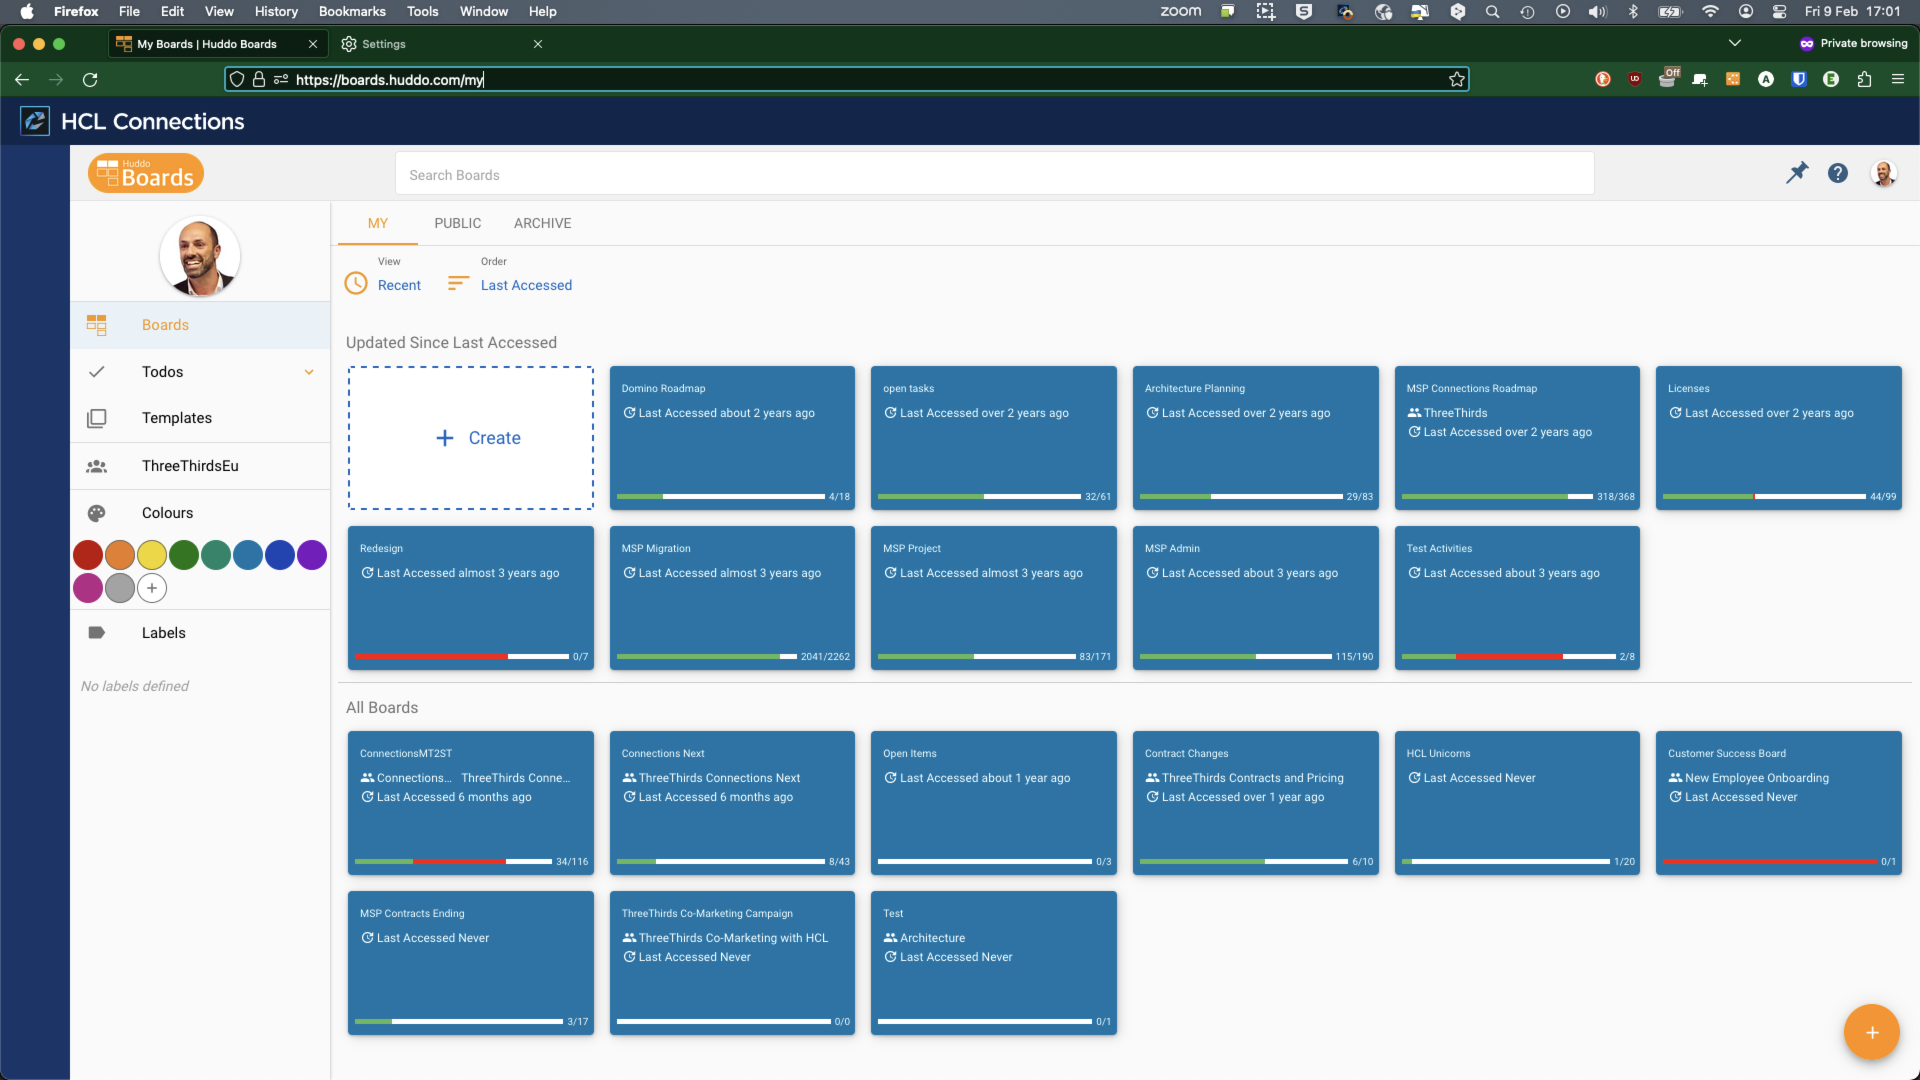 Firefox File Edit View History Bookmarks Tools Window Help
zoom
Fri 9 Feb 17:01
My Boards | Huddo Boards
Settings
Private browsing
https://boards.huddo.com/my
Off
HCL Connections
Huddo
Boards
Search Boards
MY PUBLIC ARCHIVE
View
Recent
Order
Last Accessed
Boards
Todos
Templates
ThreeThirdsEu
Colours
Labels
No labels defined
Updated Since Last Accessed
Create
Domino Roadmap
Last Accessed about 2 years ago
4/18
open tasks
Last Accessed over 2 years ago
32/61
Architecture Planning
Last Accessed over 2 years ago
29/83
MSP Connections Roadmap
ThreeThirds
Last Accessed over 2 years ago
318/368
Licenses
Last Accessed over 2 years ago
44/99
Redesign
Last Accessed almost 3 years ago
0/7
MSP Migration
Last Accessed almost 3 years ago
2041/2262
MSP Project
Last Accessed almost 3 years ago
83/171
MSP Admin
Last Accessed about 3 years ago
115/190
Test Activities
Last Accessed about 3 years ago
2/8
All Boards
ConnectionsMT2ST
Connections... ThreeThirds Conne...
Last Accessed 6 months ago
34/116
Connections Next
ThreeThirds Connections Next
Last Accessed 6 months ago
8/43
Open Items
Last Accessed about 1 year ago
0/3
Contract Changes
ThreeThirds Contracts and Pricing
Last Accessed over 1 year ago
6/10
HCL Unicorns
Last Accessed Never
1/20
Customer Success Board
New Employee Onboarding
Last Accessed Never
0/1
MSP Contracts Ending
Last Accessed Never
3/17
ThreeThirds Co-Marketing Campaign
ThreeThirds Co-Marketing with HCL
Last Accessed Never
0/0
Test
Architecture
Last Accessed Never
0/1